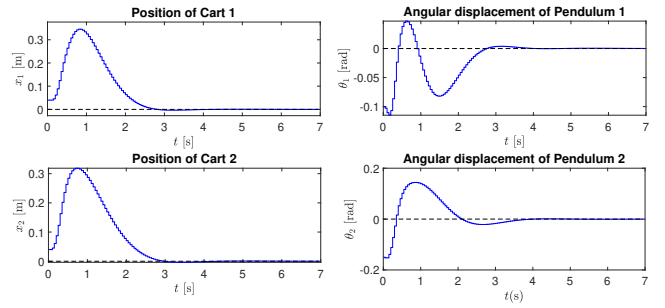 Position of Cart 1
0.3
0.2
0.1
0
x₁ [m]
0 1 2 3 4 5 6 7
t [s]
Angular displacement of Pendulum 1
0
-0.05
-0.1
θ₁ [rad]
0 1 2 3 4 5 6 7
t [s]
Position of Cart 2
0.3
0.2
0.1
0
x₂ [m]
0 1 2 3 4 5 6 7
t [s]
Angular displacement of Pendulum 2
0.2
0
-0.2
θ₂ [rad]
0 1 2 3 4 5 6 7
t(s)